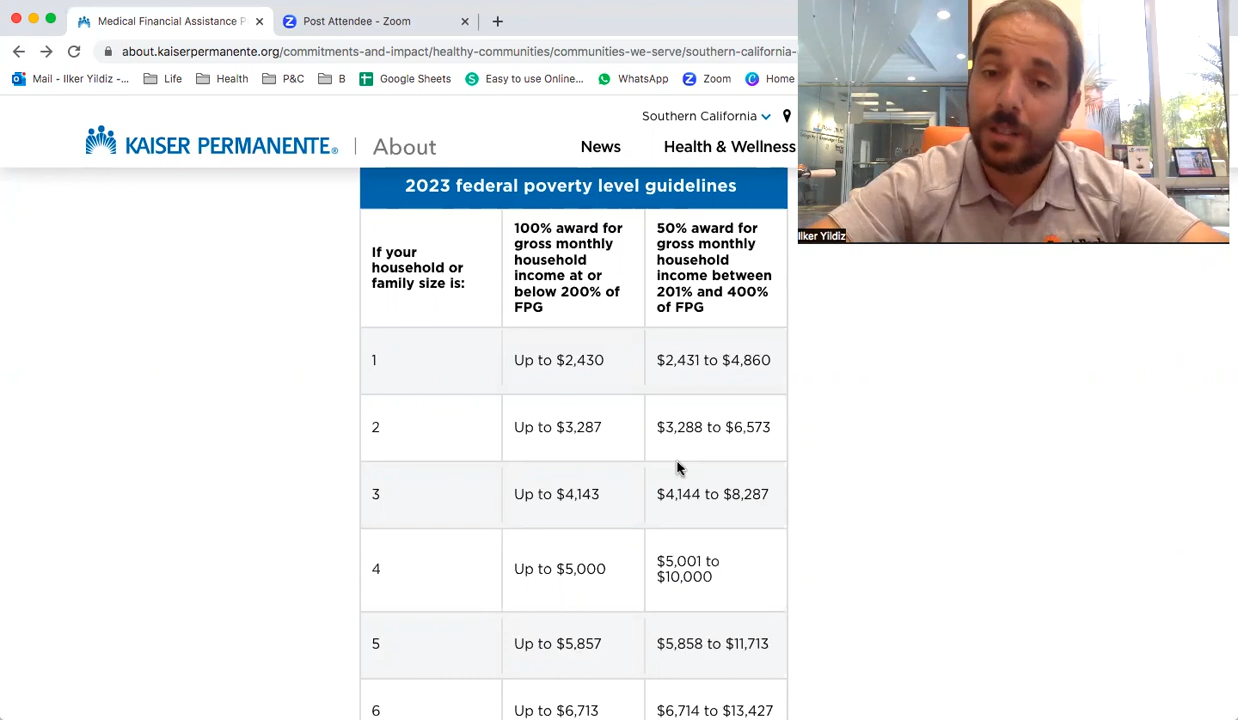 Medical Financial Assistance P
Post Attendee - Zoom
about.kaiserpermanente.org/commitments-and-impact/healthy-communities/communities-we-serve/southern-california-
Mail - Ilker Yildiz -...
Life
Health
P&C
B
Google Sheets
Easy to use Online...
WhatsApp
Zoom
Home
Southern California
KAISER PERMANENTE®
About
News
Health & Wellness
Ilker Yildiz
2023 federal poverty level guidelines
If your
household or
family size is:
100% award for
gross monthly
household
income at or
below 200% of
FPG
50% award for
gross monthly
household
income between
201% and 400%
of FPG
1
Up to $2,430
$2,431 to $4,860
2
Up to $3,287
$3,288 to $6,573
3
Up to $4,143
$4,144 to $8,287
4
Up to $5,000
$5,001 to
$10,000
5
Up to $5,857
$5,858 to $11,713
6
Up to $6,713
$6,714 to $13,427